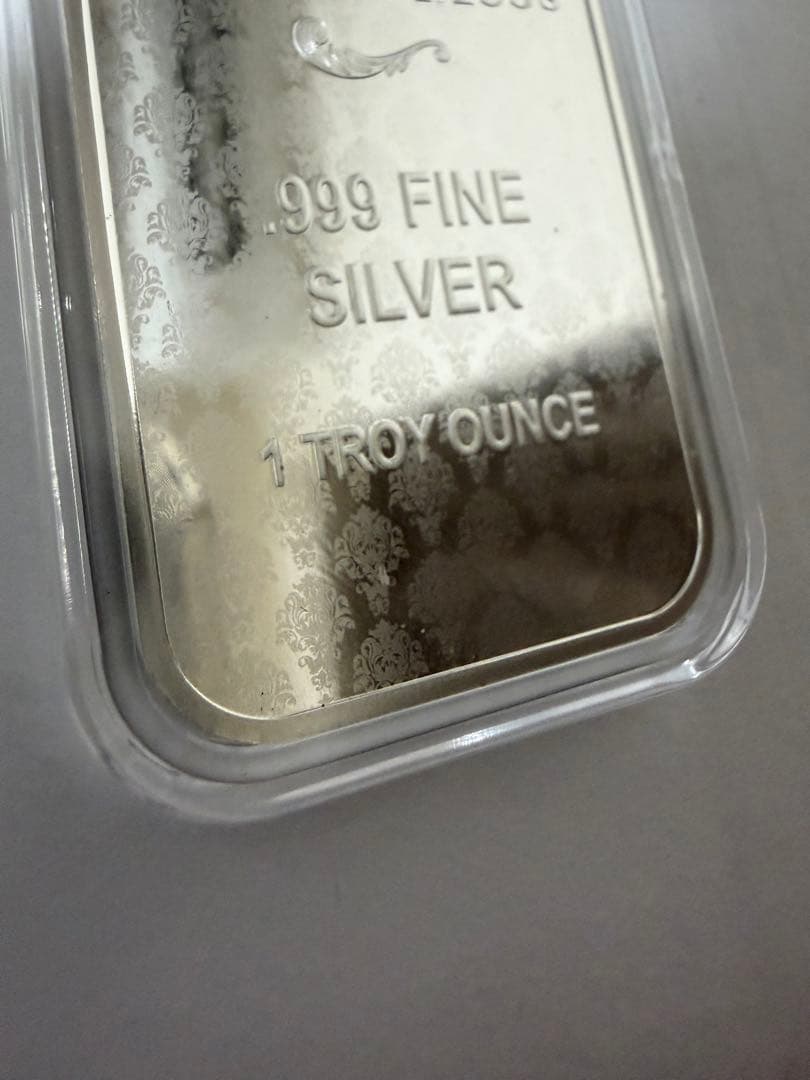 .999 FINE
SILVER
1 TROY OUNCE